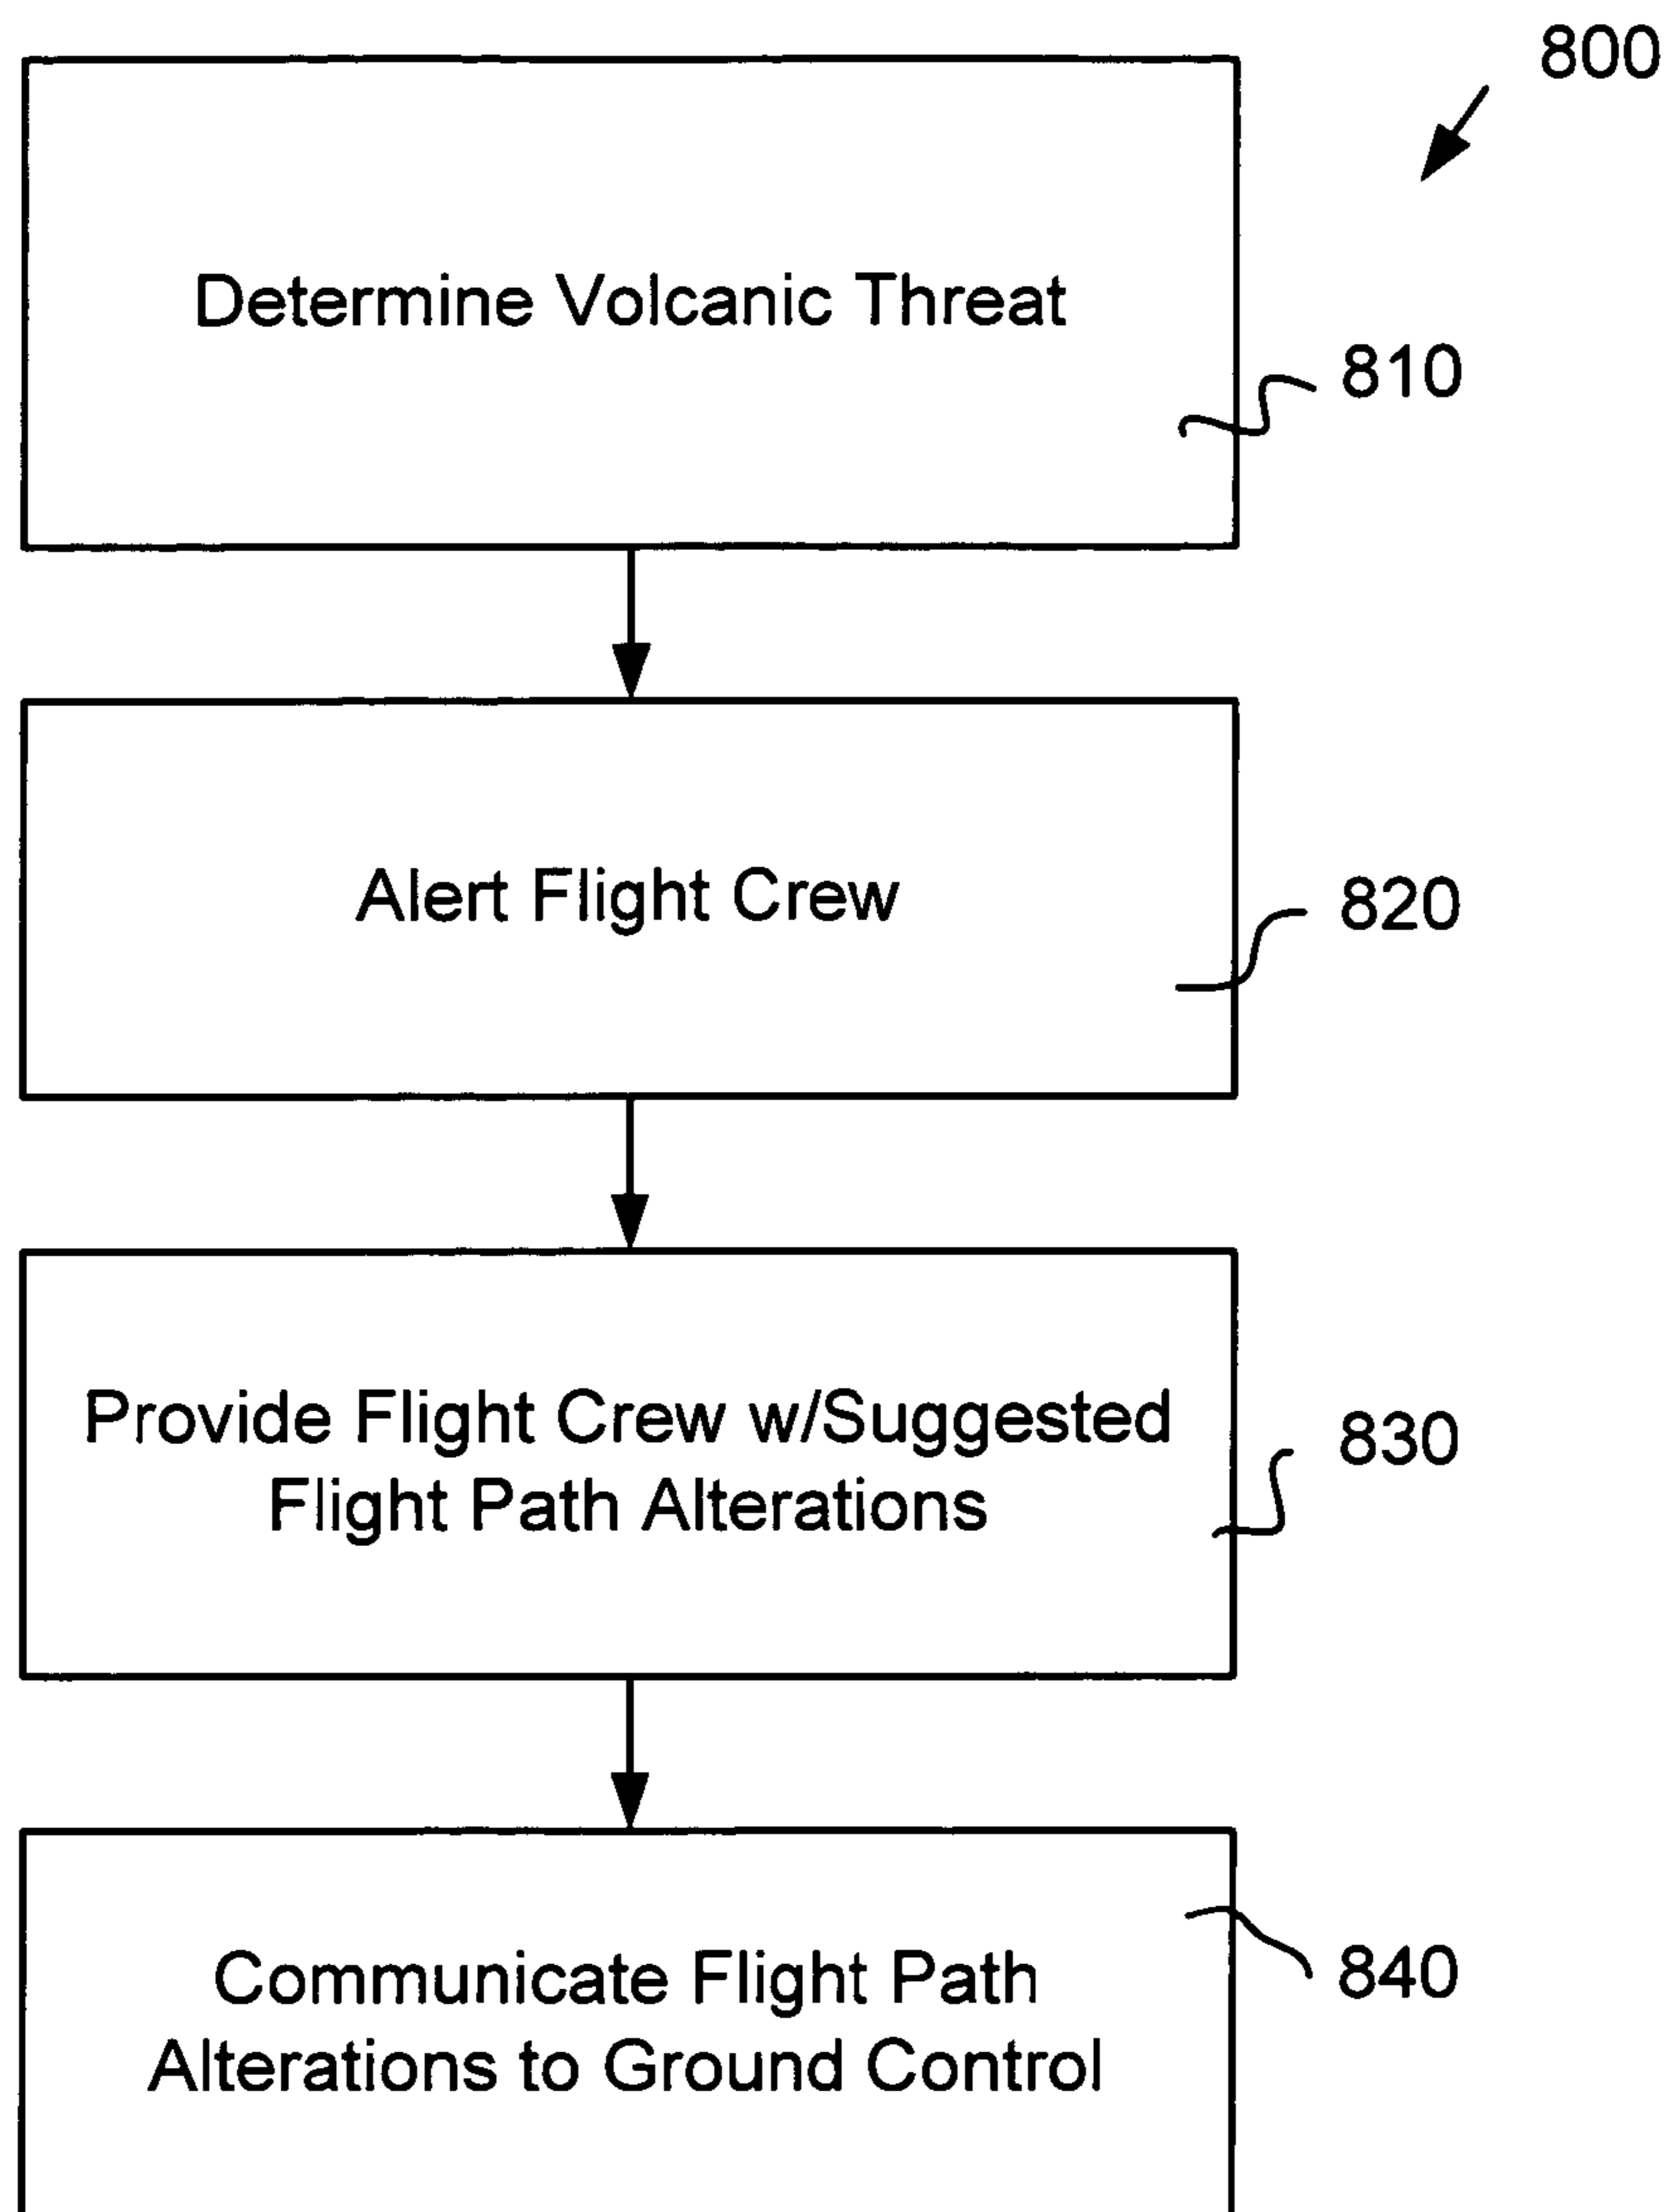 800
Determine Volcanic Threat
810
Alert Flight Crew
820
Provide Flight Crew w/Suggested
Flight Path Alterations
830
Communicate Flight Path
Alterations to Ground Control
840